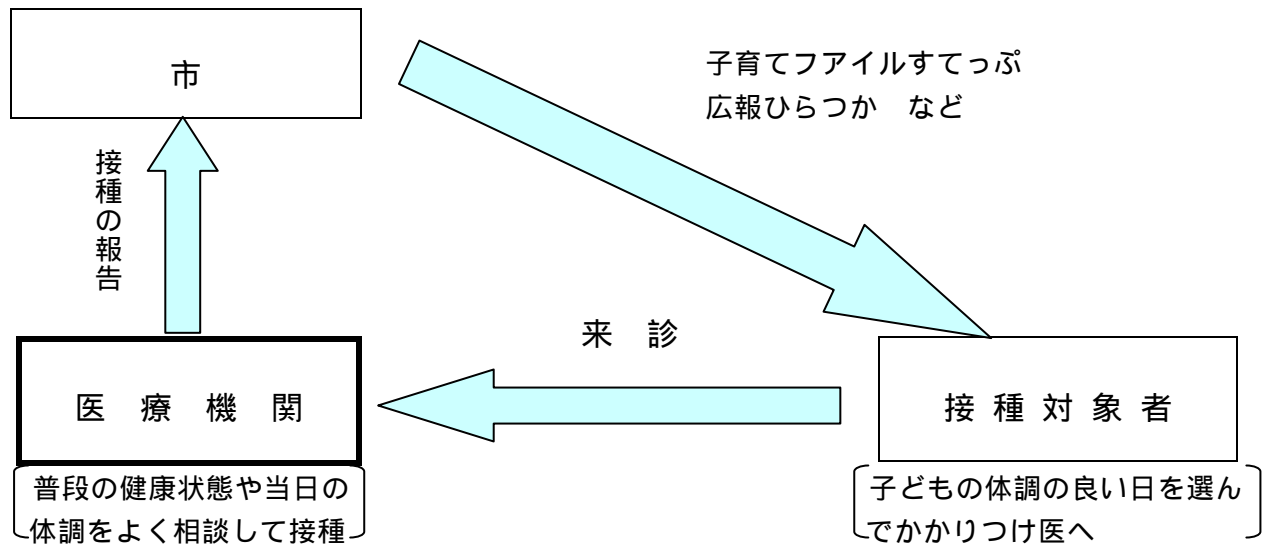 市
子育てフアイルすてっぷ
広報ひらつか　など
接種の報告
来　診
医　療　機　関
接 種 対 象 者
普段の健康状態や当日の
体調をよく相談して接種
子どもの体調の良い日を選ん
でかかりつけ医へ